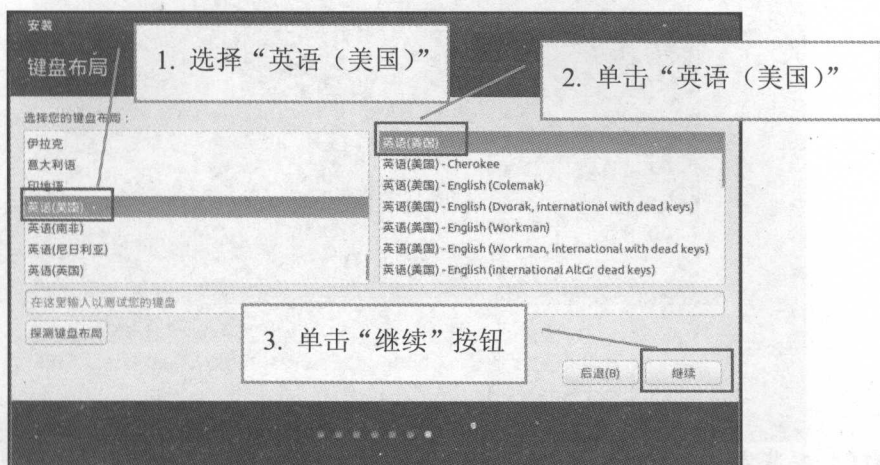 安装
键盘布局
1. 选择“英语（美国）”
2. 单击“英语（美国）”
选择您的键盘布局：
伊拉克
意大利语
印地语
英语(美国)
英语(南非)
英语(尼日利亚)
英语(英国)
英语(美国)
英语(美国) - Cherokee
英语(美国) - English (Colemak)
英语(美国) - English (Dvorak, international with dead keys)
英语(美国) - English (Workman)
英语(美国) - English (Workman, international with dead keys)
英语(美国) - English (international AltGr dead keys)
在这里输入以测试您的键盘
探测键盘布局
3. 单击“继续”按钮
后退(B)
继续